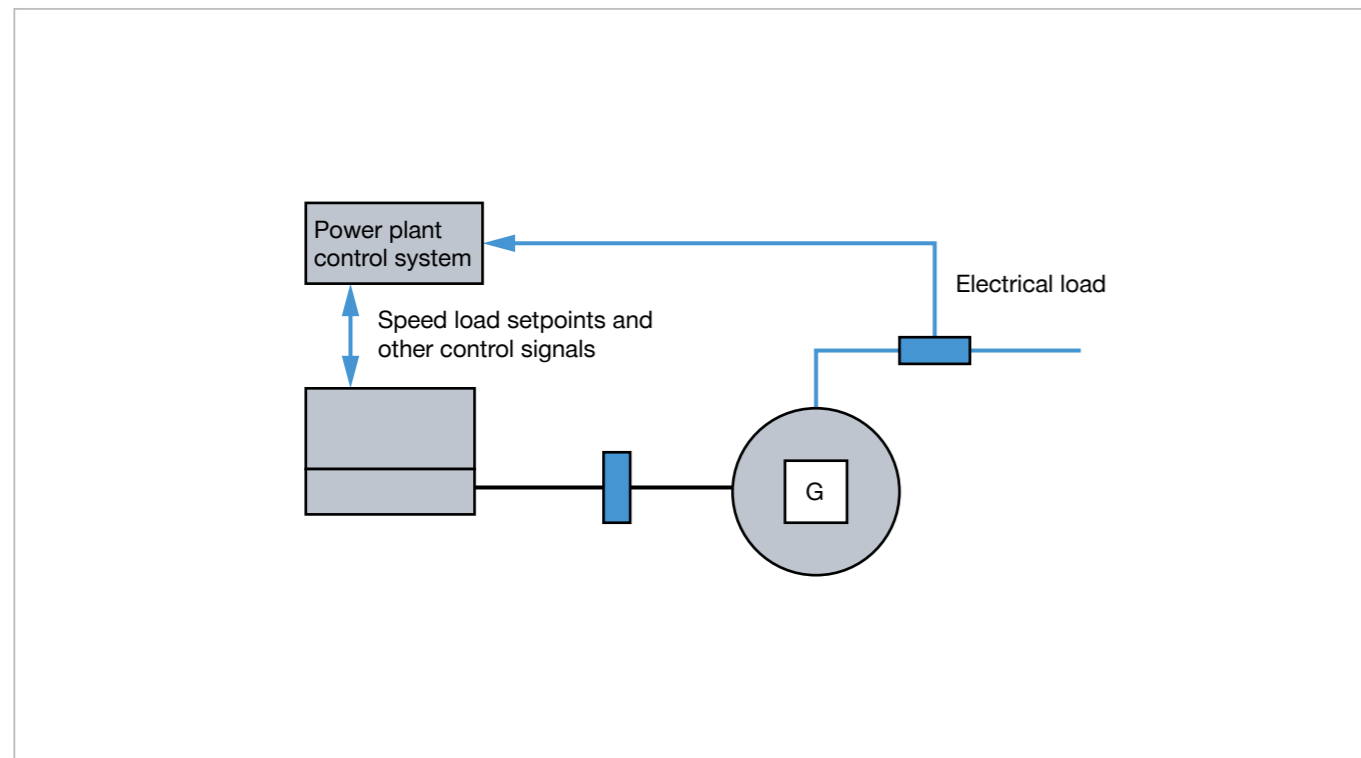 Power plant
control system
Electrical load
Speed load setpoints and
other control signals
G